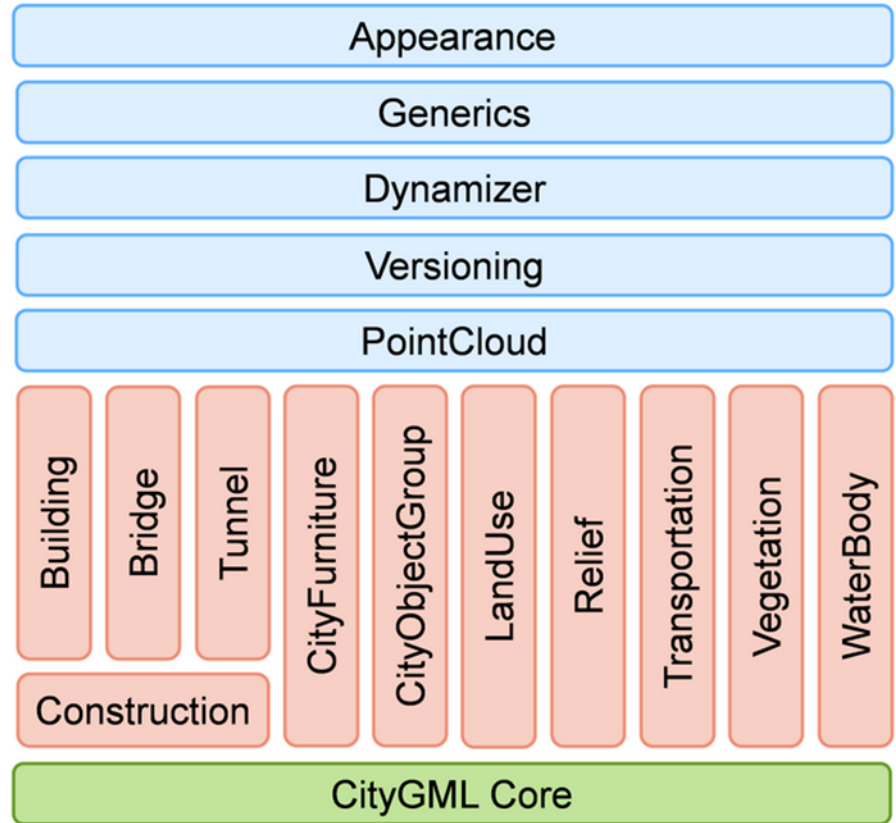 Appearance
Generics
Dynamizer
Versioning
PointCloud
Building
Bridge
Tunnel
CityFurniture
CityObjectGroup
LandUse
Relief
Transportation
Vegetation
WaterBody
Construction
CityGML Core